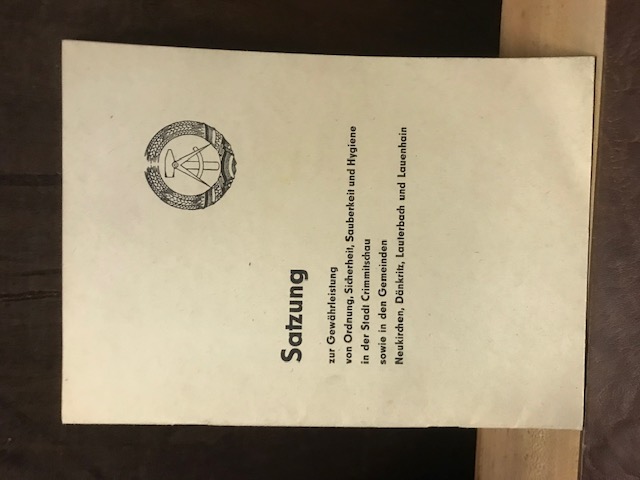 Satzung
zur Gewährleistung
von Ordnung, Sicherheit, Sauberkeit und Hygiene
in der Stadt Crimmitschau
sowie in den Gemeinden
Neukirchen, Dänkritz, Lauterbach und Lauenhain